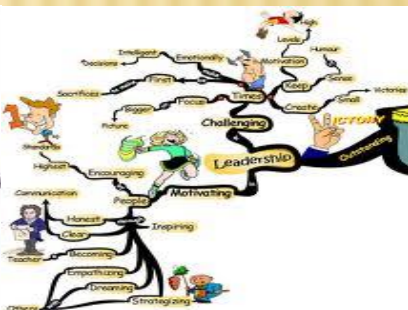 High
Levels
Humour
Intelligent
Emotionally
Motivation
Decisions
Sense
First
Keep
Victories
Sacrifices
Times
Small
Focus
Create
Bigger
Picture
Challenging
VICTORY
Standards
Leadership
Outstanding
Highest
Encouraging
Communication
People
Motivating
Honest
Inspiring
Clear
Teacher
Becoming
Empathizing
Dreaming
Strategizing
Others